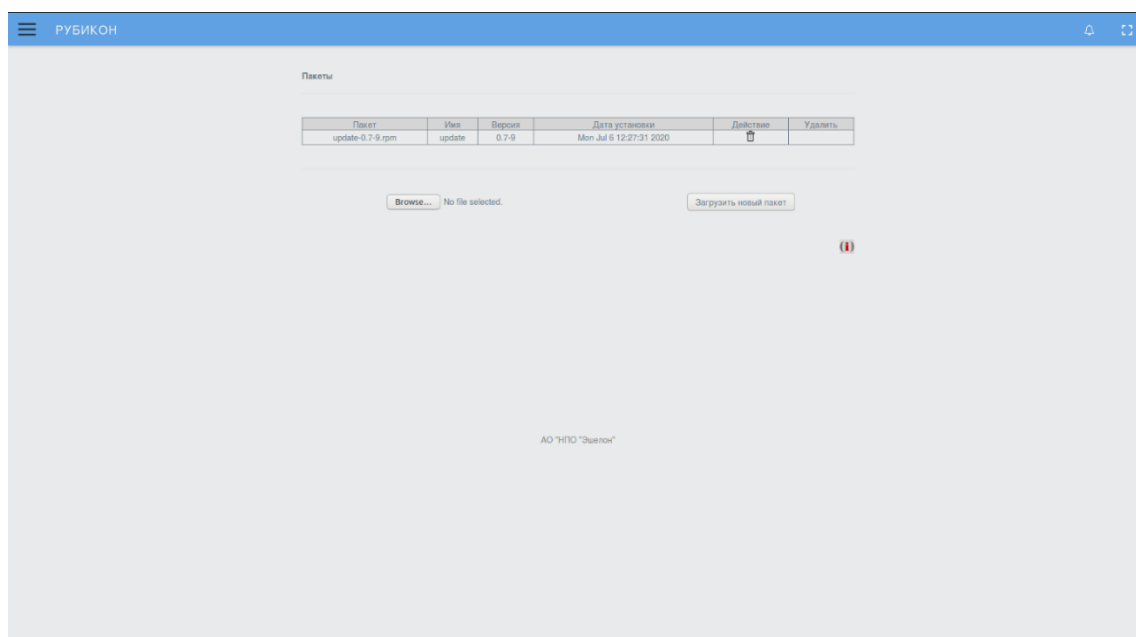 РУБИКОН
Пакеты
Пакет Имя Версия Дата установки Действие Удалить
update-0.7-9.rpm update 0.7-9 Mon Jul 6 12:27:31 2020
Browse... No file selected. Загрузить новый пакет
(i)
АО "НПО "Эшелон"